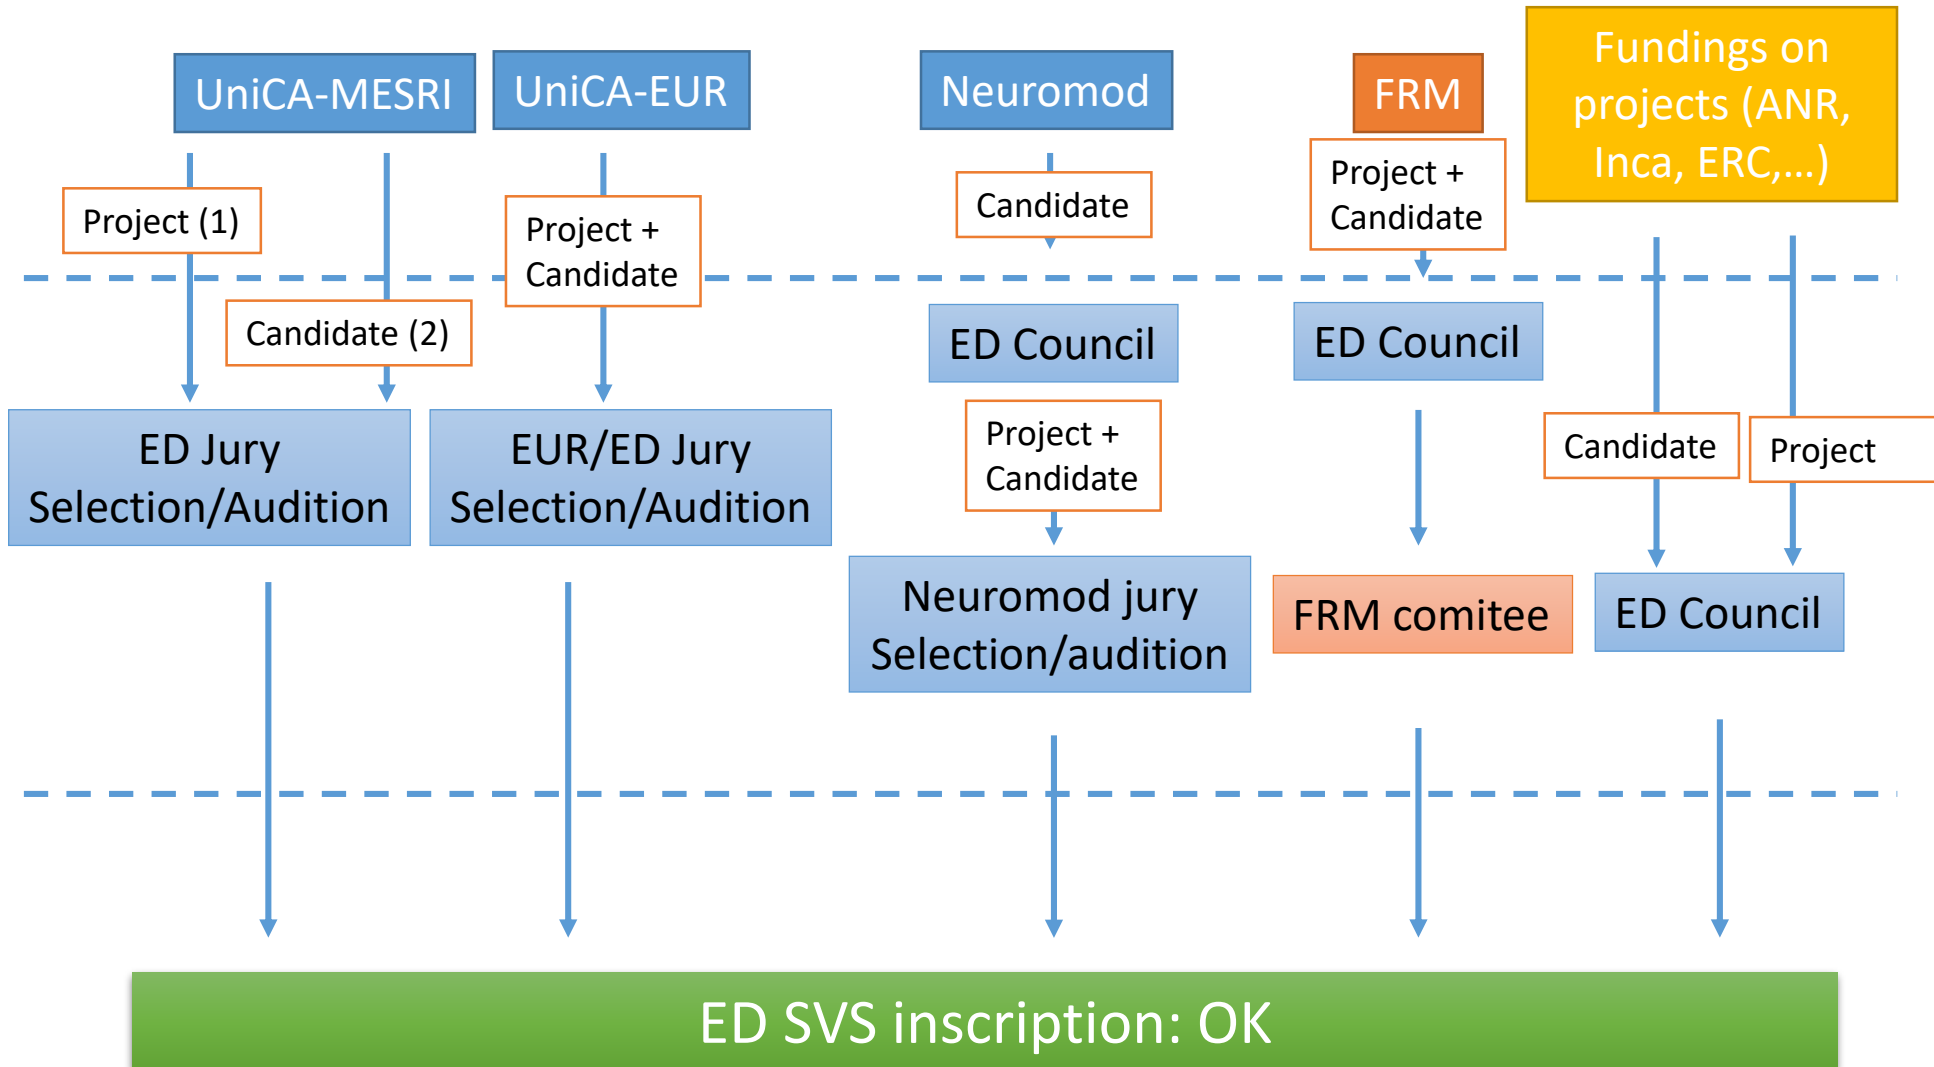 UniCA-MESRI
UniCA-EUR
Neuromod
FRM
Fundings on
projects (ANR,
Inca, ERC,...)
Project (1)
Candidate (2)
Project +
Candidate
Candidate
Project +
Candidate
ED Council
ED Council
ED Jury
Selection/Audition
EUR/ED Jury
Selection/Audition
Project +
Candidate
Candidate
Project
Neuromod jury
Selection/audition
FRM comitee
ED Council
ED SVS inscription: OK